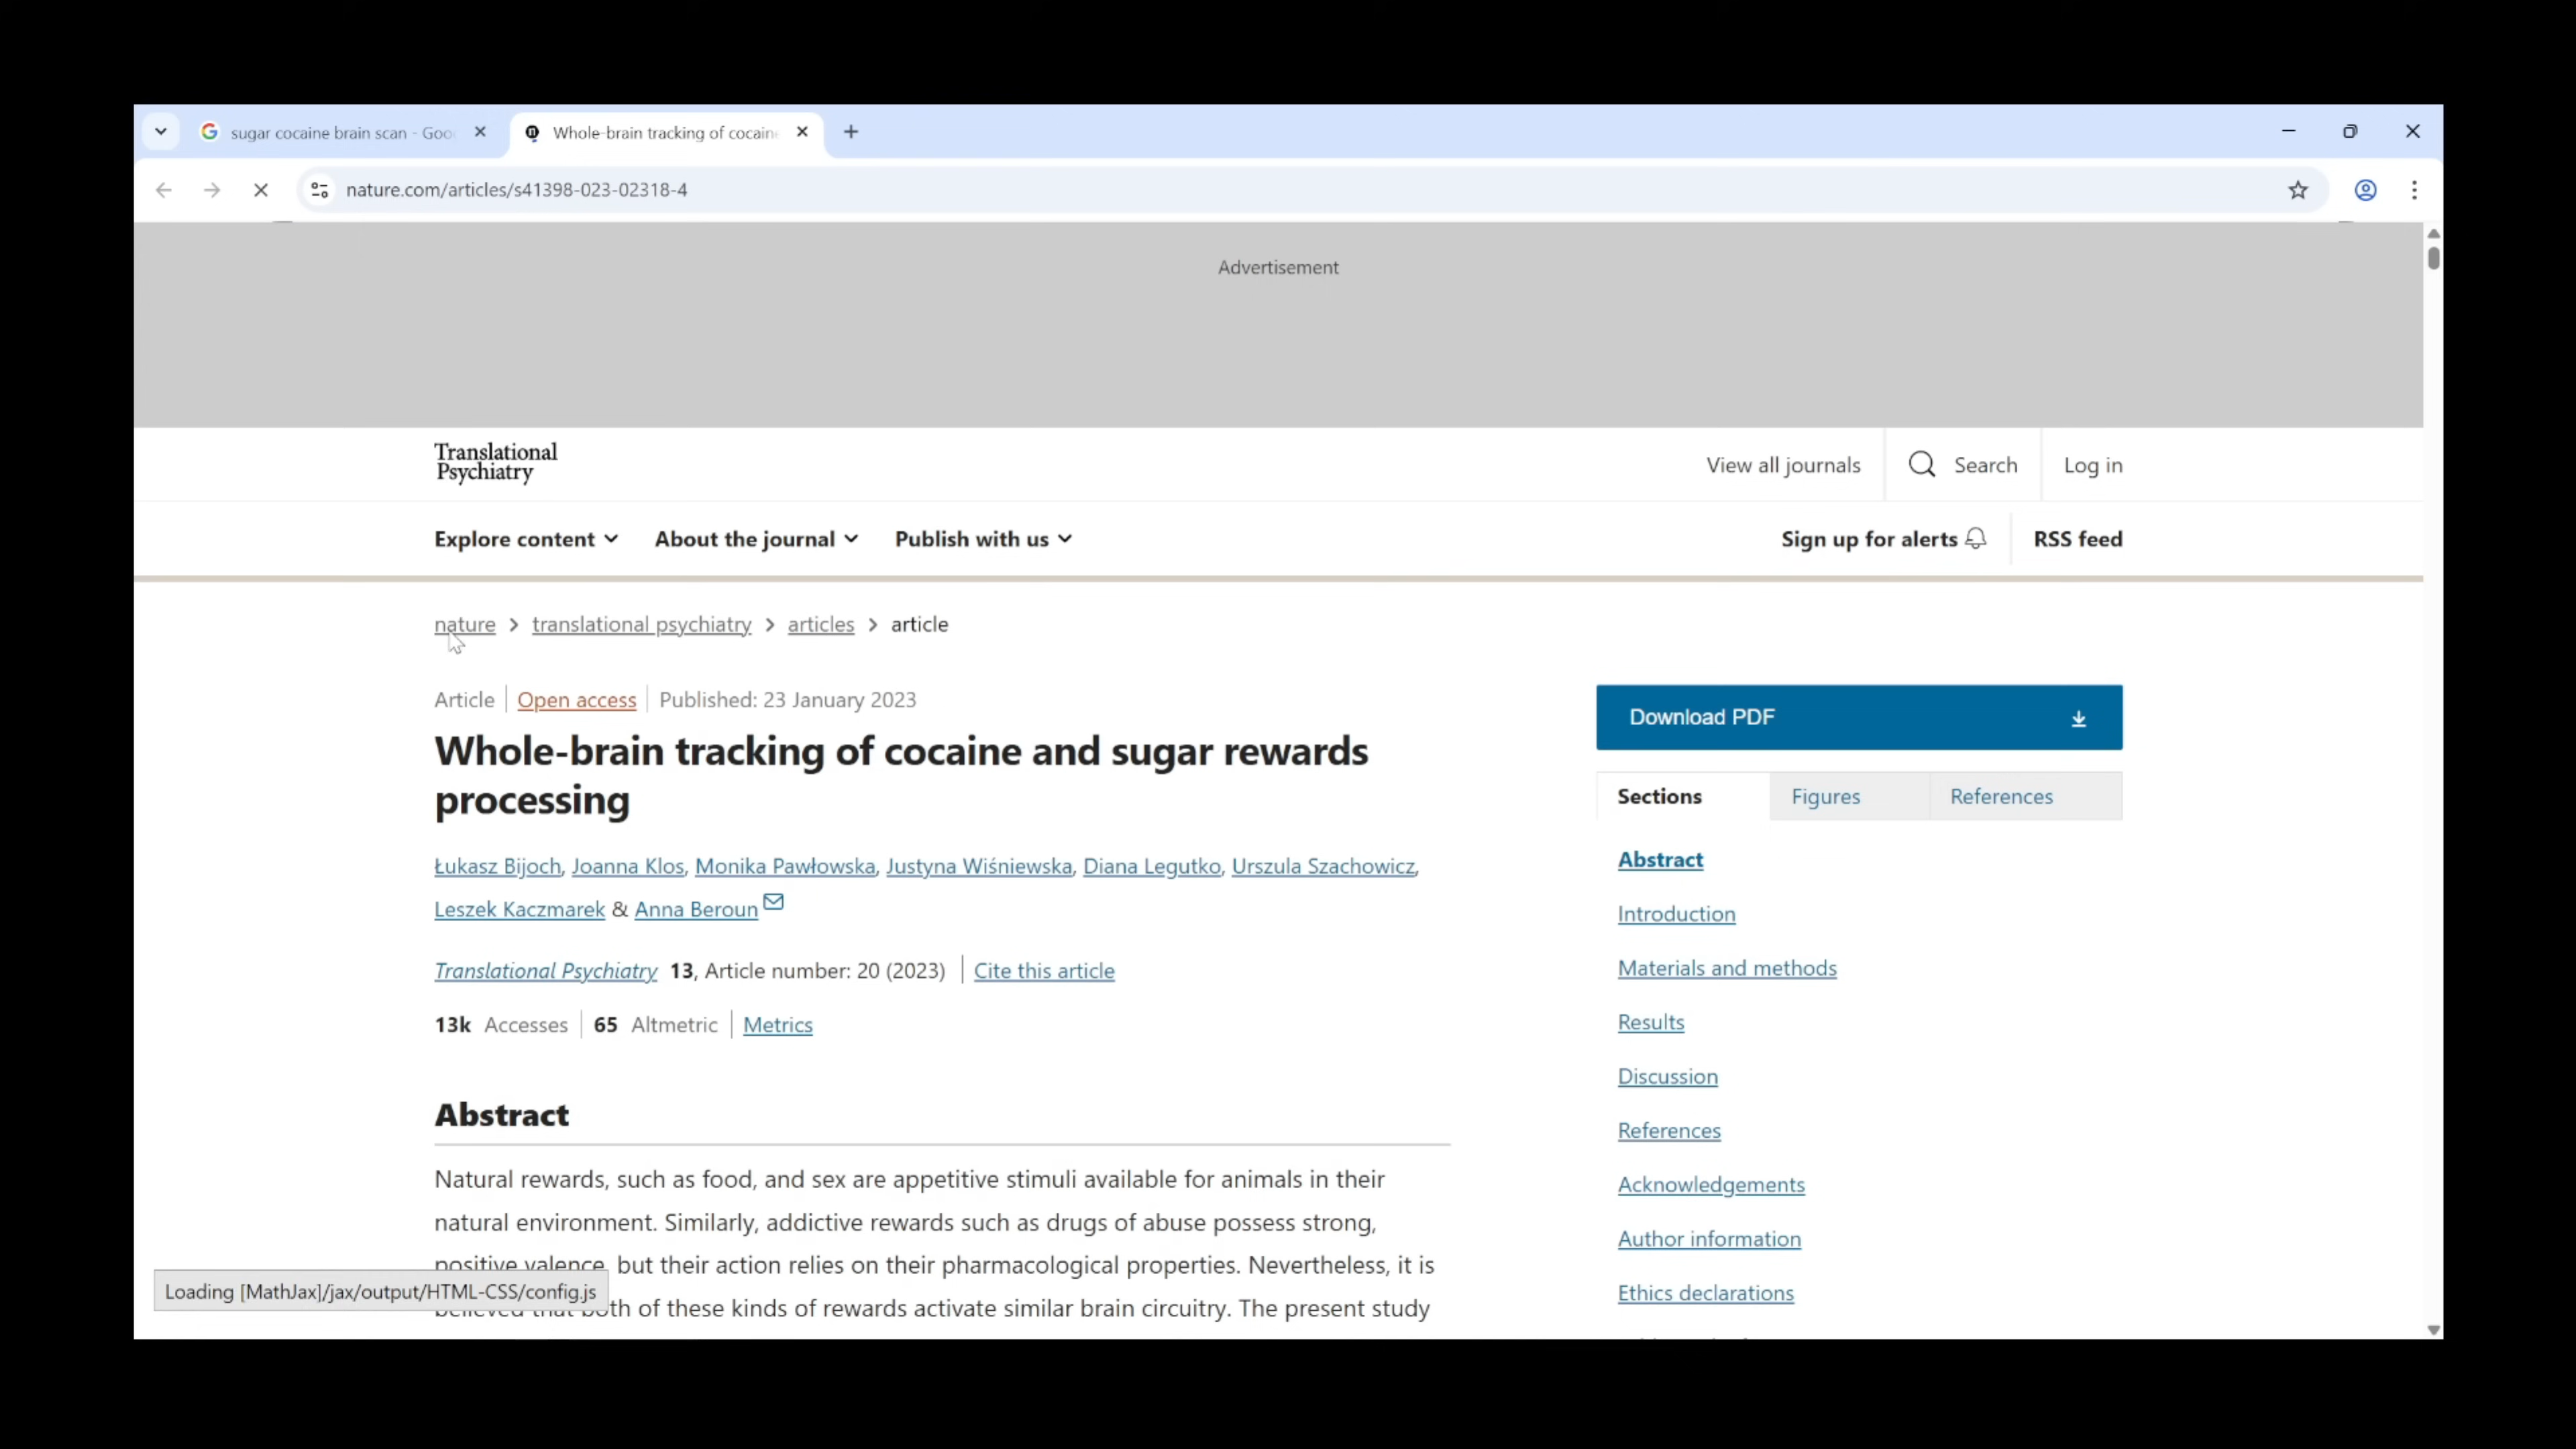 sugar cocaine brain scan - Goo
Whole-brain tracking of cocain
nature.com/articles/s41398-023-02318-4
Advertisement
Translational
Psychiatry
View all journals
Search
Log in
Explore content
About the journal
Publish with us
Sign up for alerts
RSS feed
nature > translational psychiatry > articles > article
Article | Open access | Published: 23 January 2023
Whole-brain tracking of cocaine and sugar rewards
processing
Łukasz Bijoch, Joanna Klos, Monika Pawłowska, Justyna Wiśniewska, Diana Legutko, Urszula Szachowicz,
Leszek Kaczmarek & Anna Beroun
Translational Psychiatry 13, Article number: 20 (2023) | Cite this article
13k Accesses | 65 Altmetric | Metrics
Abstract
Natural rewards, such as food, and sex are appetitive stimuli available for animals in their
natural environment. Similarly, addictive rewards such as drugs of abuse possess strong,
positive valence, but their action relies on their pharmacological properties. Nevertheless, it is
believed that both of these kinds of rewards activate similar brain circuitry. The present study
Loading [MathJax]/jax/output/HTML-CSS/config.js
Download PDF
Sections
Figures
References
Abstract
Introduction
Materials and methods
Results
Discussion
References
Acknowledgements
Author information
Ethics declarations